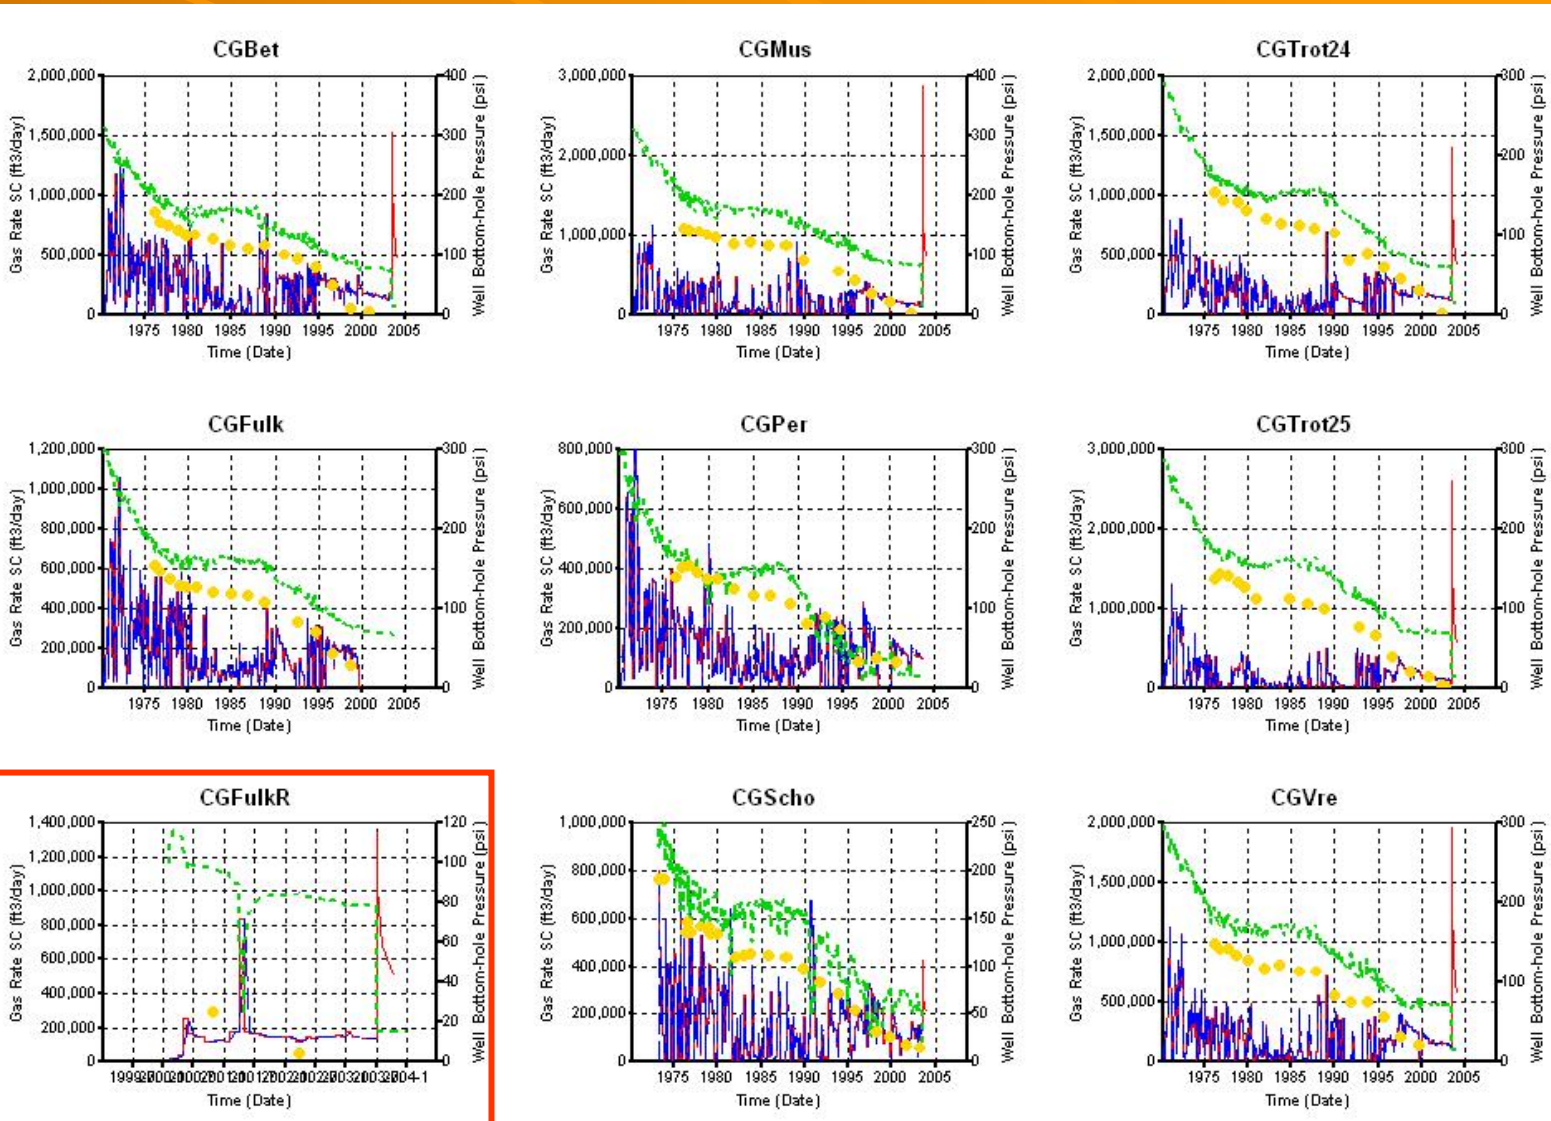 CGBet
CGMus
CGTrot24
2,000,000
400
3,000,000
400
2,000,000
300
1,500,000
300
2,000,000
300
1,500,000
200
1,000,000
200
200
1,000,000
1,000,000
100
500,000
100
100
500,000
0
0
0
0
0
0
Gas Rate SC (ft3/day)
Well Bottom-hole Pressure (psi)
Gas Rate SC (ft3/day)
Well Bottom-hole Pressure (psi)
Gas Rate SC (ft3/day)
Well Bottom-hole Pressure (psi)
1975 1980 1985 1990 1995 2000 2005
1975 1980 1985 1990 1995 2000 2005
1975 1980 1985 1990 1995 2000 2005
Time (Date)
Time (Date)
Time (Date)
CGFulk
CGPer
CGTrot25
1,200,000
300
800,000
300
3,000,000
300
1,000,000
600,000
200
2,000,000
200
800,000
200
600,000
400,000
400,000
100
200,000
100
1,000,000
100
200,000
0
0
0
0
0
0
Gas Rate SC (ft3/day)
Well Bottom-hole Pressure (psi)
Gas Rate SC (ft3/day)
Well Bottom-hole Pressure (psi)
Gas Rate SC (ft3/day)
Well Bottom-hole Pressure (psi)
1975 1980 1985 1990 1995 2000 2005
1975 1980 1985 1990 1995 2000 2005
1975 1980 1985 1990 1995 2000 2005
Time (Date)
Time (Date)
Time (Date)
CGFulkR
CGScho
CGVre
1,400,000
120
1,000,000
250
2,000,000
300
1,200,000
100
800,000
200
1,500,000
1,000,000
80
600,000
150
200
800,000
60
1,000,000
600,000
400,000
100
400,000
40
500,000
100
200,000
20
200,000
50
0
0
0
0
0
0
Gas Rate SC (ft3/day)
Well Bottom-hole Pressure (psi)
Gas Rate SC (ft3/day)
Well Bottom-hole Pressure (psi)
Gas Rate SC (ft3/day)
Well Bottom-hole Pressure (psi)
1975 1980 1985 1990 1995 2000 2005
1975 1980 1985 1990 1995 2000 2005
Time (Date)
Time (Date)
Time (Date)